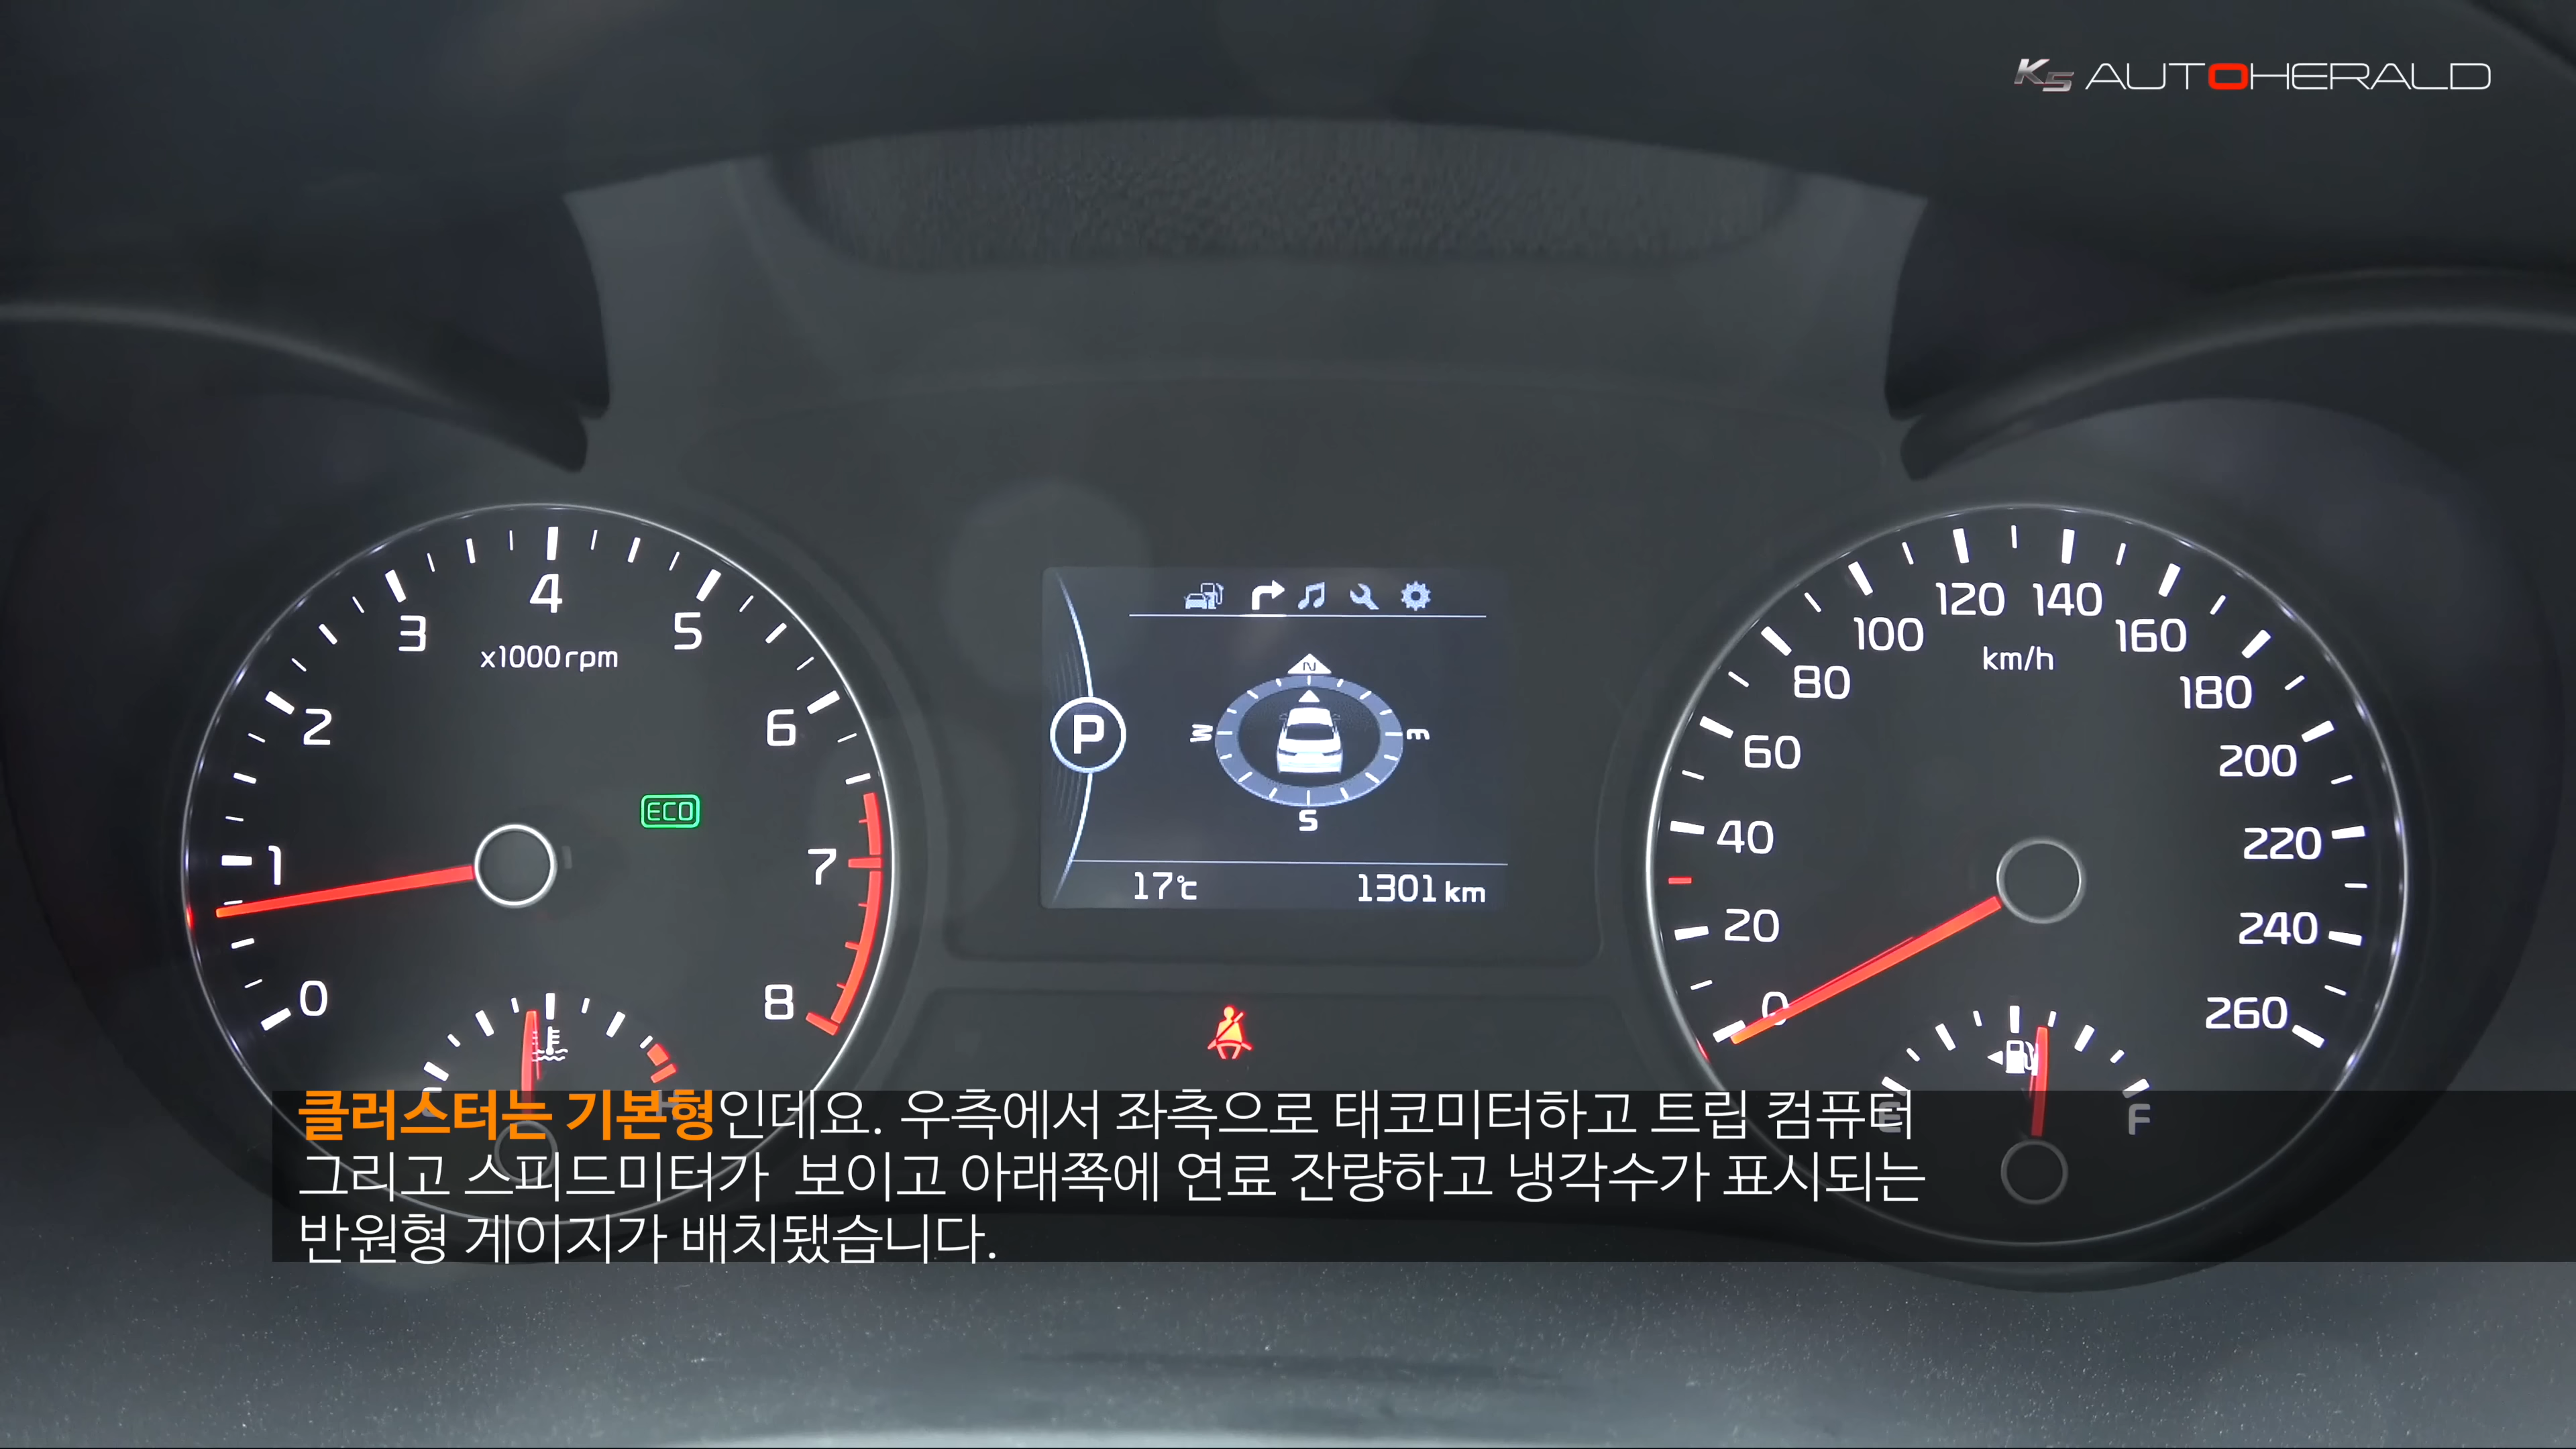 K5 AUTOHERALD
4
3
5
x1000rpm
2
6
ECO
1
7
0
8
C
H
N
W
E
P
S
17℃ 1301 km
120 140
100 160
km/h
80 180
60 200
40 220
20 240
0 260
E
F
클러스터는 기본형인데요. 우측에서 좌측으로 태코미터하고 트립 컴퓨터
그리고 스피드미터가 보이고 아래쪽에 연료 잔량하고 냉각수가 표시되는
반원형 게이지가 배치됐습니다.